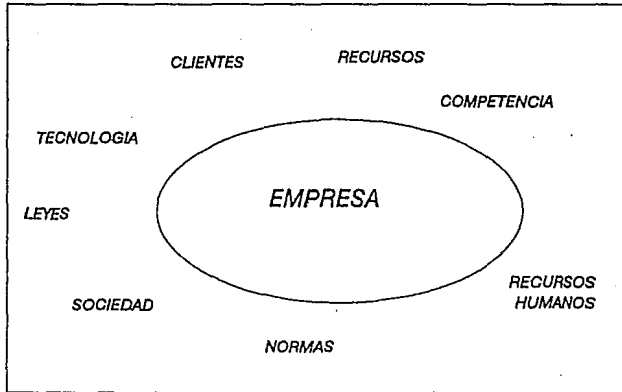 CLIENTES
RECURSOS
COMPETENCIA
TECNOLOGIA
EMPRESA
LEYES
RECURSOS
HUMANOS
SOCIEDAD
NORMAS